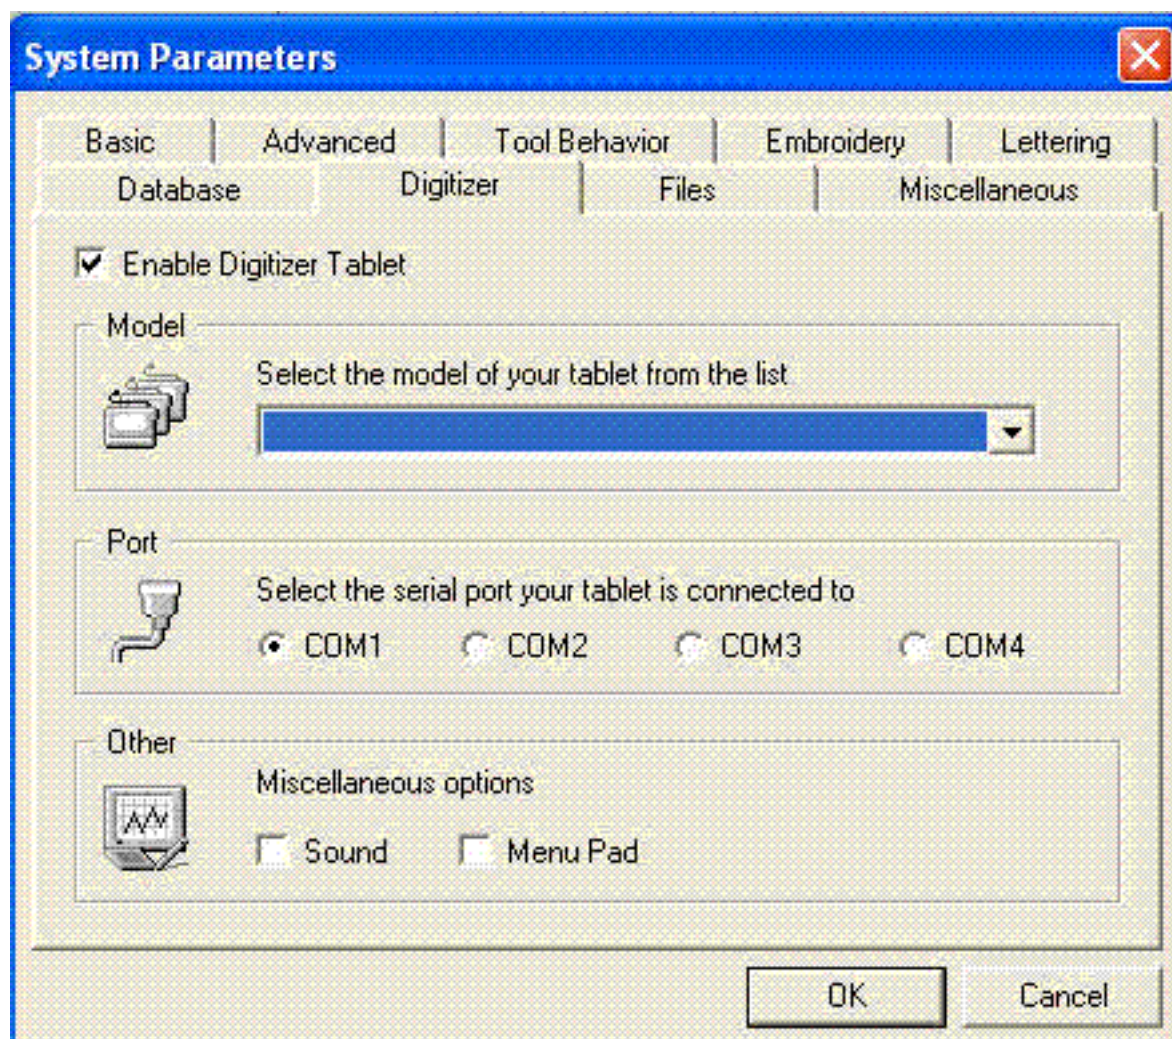 System Parameters
Basic Advanced Tool Behavior Embroidery Lettering
Database Digitizer Files Miscellaneous
Enable Digitizer Tablet
Model
Select the model of your tablet from the list
Port
Select the serial port your tablet is connected to
COM1 COM2 COM3 COM4
Other
Miscellaneous options
Sound Menu Pad
OK Cancel